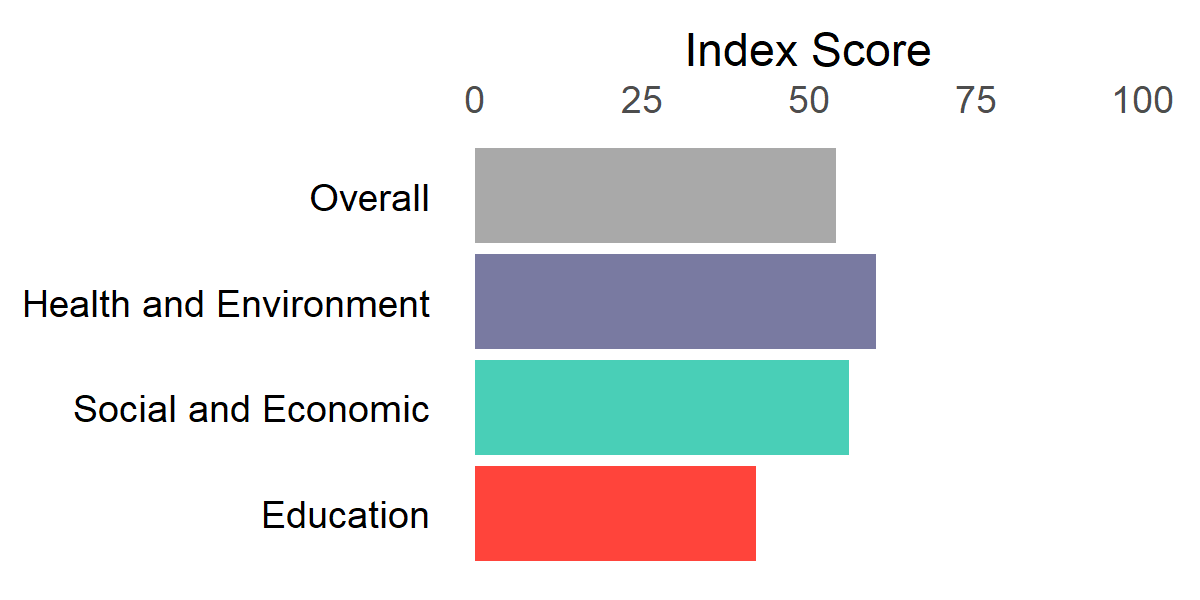 Index Score
0 25 50 75 100
Overall
Health and Environment
Social and Economic
Education